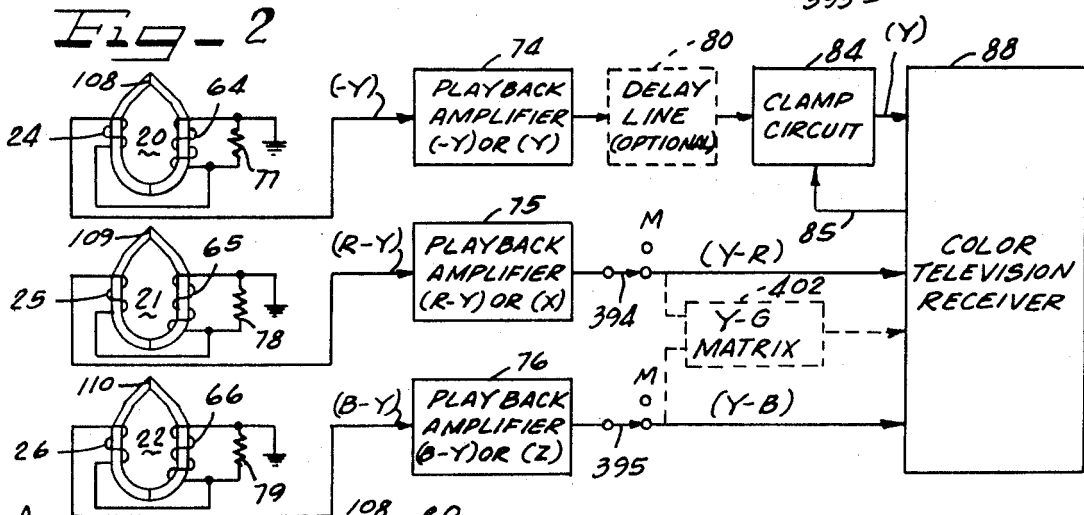 395
Fig_2
108
64
24
20
77
(-Y)
74
PLAYBACK
AMPLIFIER
(-Y) OR (Y)
80
DELAY
LINE
(OPTIONAL)
84
CLAMP
CIRCUIT
(Y)
88
85
COLOR
TELEVISION
RECEIVER
109
65
25
21
78
(R-Y)
75
PLAYBACK
AMPLIFIER
(R-Y) OR (X)
M
394
(Y-R)
402
Y-G
MATRIX
110
66
26
22
79
(B-Y)
76
PLAYBACK
AMPLIFIER
(B-Y) OR (Z)
M
395
(Y-B)
108